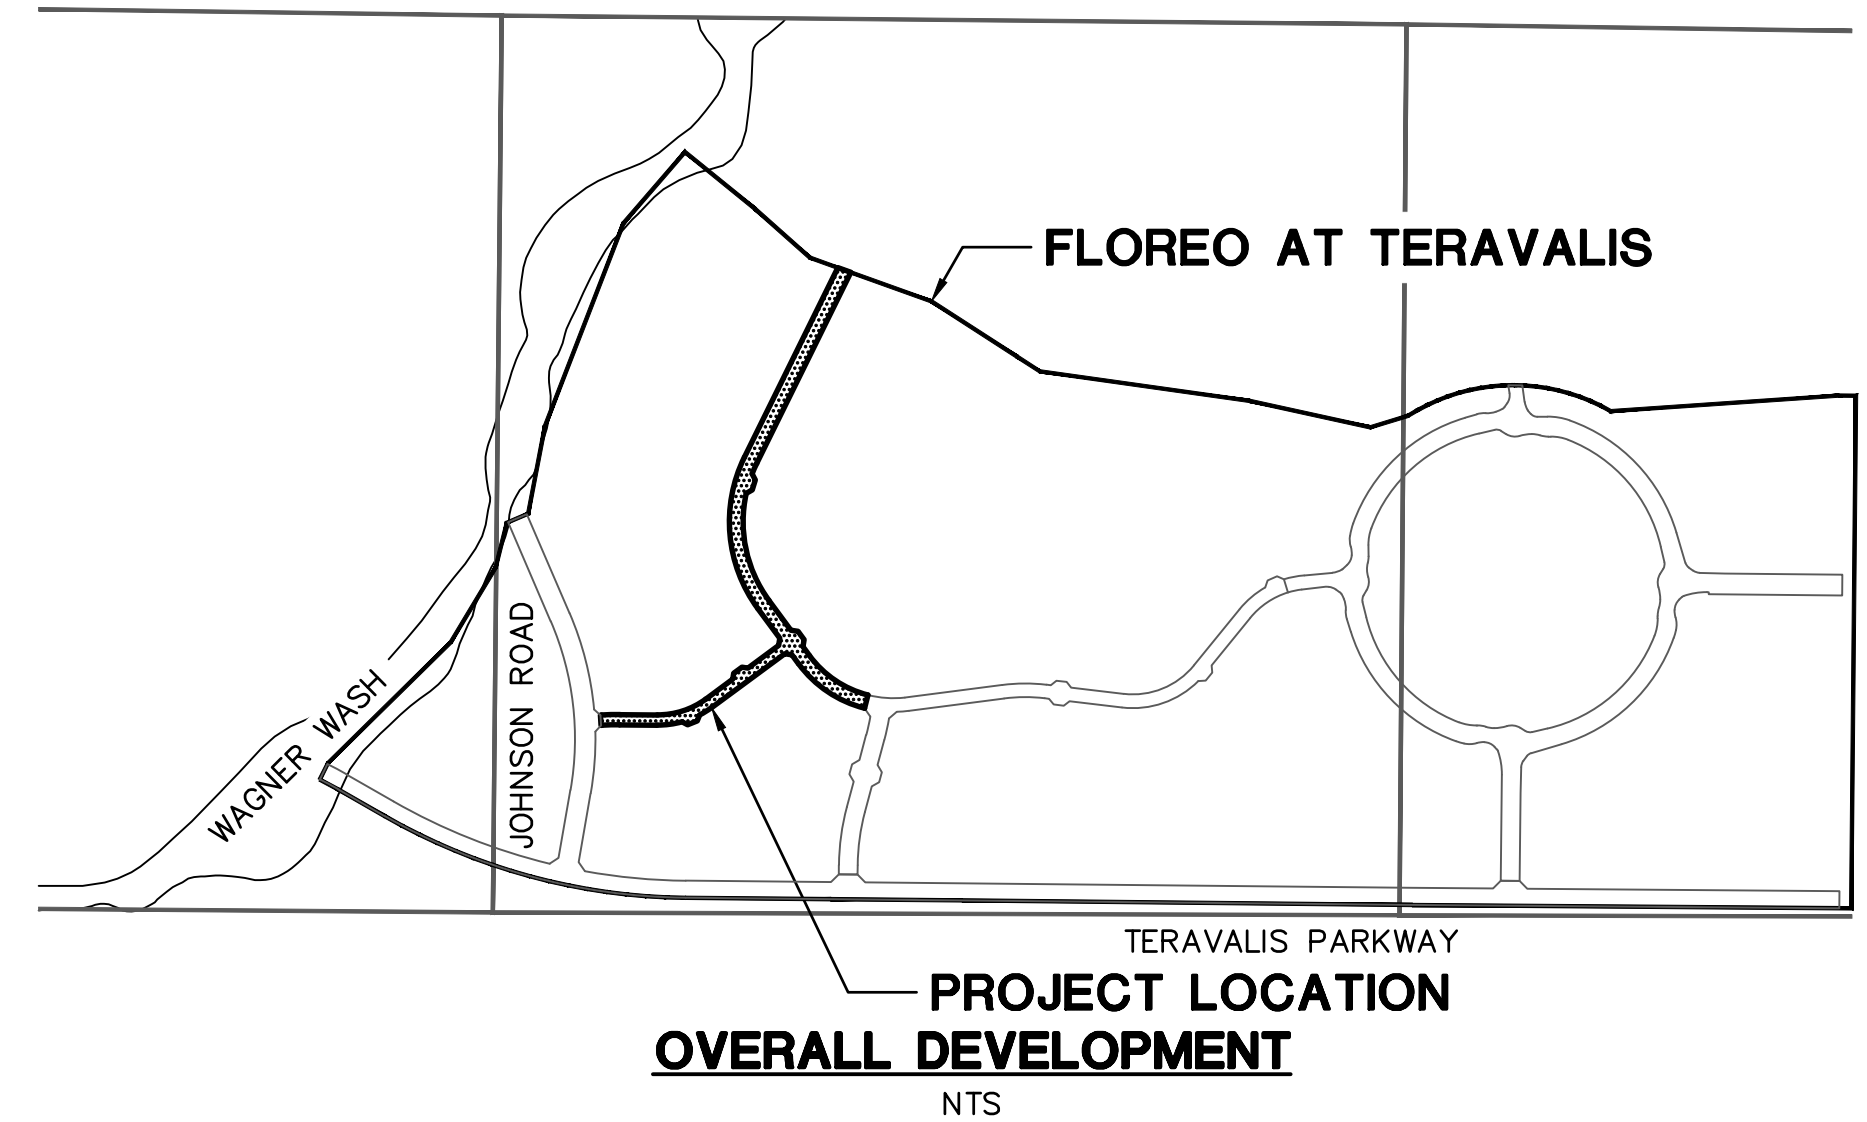 FLOREO AT TERAVALIS
WAGNER WASH
JOHNSON ROAD
TERAVALIS PARKWAY
PROJECT LOCATION
OVERALL DEVELOPMENT
NTS